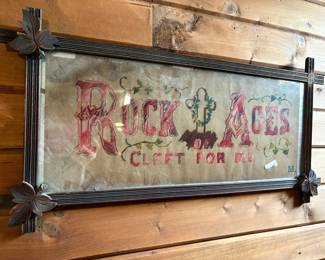 ROCK OF AGES
CLEFT FOR ME